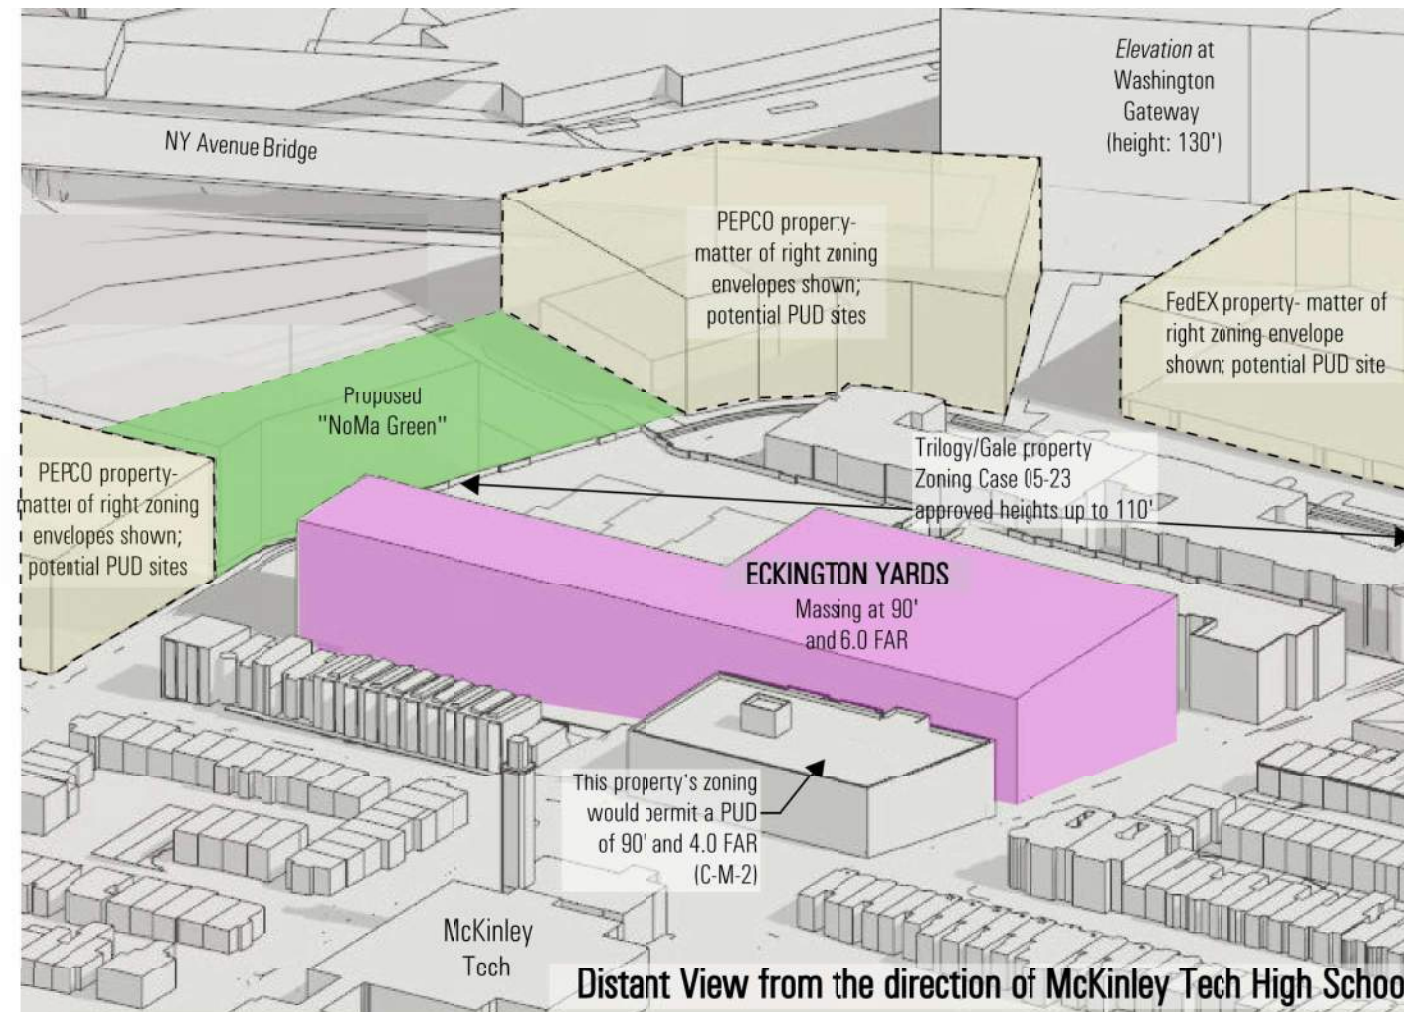 Elevation at
Washington
Gateway
(height: 130')
NY Avenue Bridge
PEPCO property-
matter of right zoning
envelopes shown;
potential PUD sites
FedEX property- matter of
right zoning envelope
shown; potential PUD site
Proposed
"NoMa Green"
Trilogy/Gale property
Zoning Case 05-23
approved heights up to 110'
PEPCO property-
matter of right zoning
envelopes shown;
potential PUD sites
ECKINGTON YARDS
Massing at 90'
and 6.0 FAR
This property's zoning
would permit a PUD
of 90' and 4.0 FAR
(C-M-2)
McKinley
Tech
Distant View from the direction of McKinley Tech High Schoo